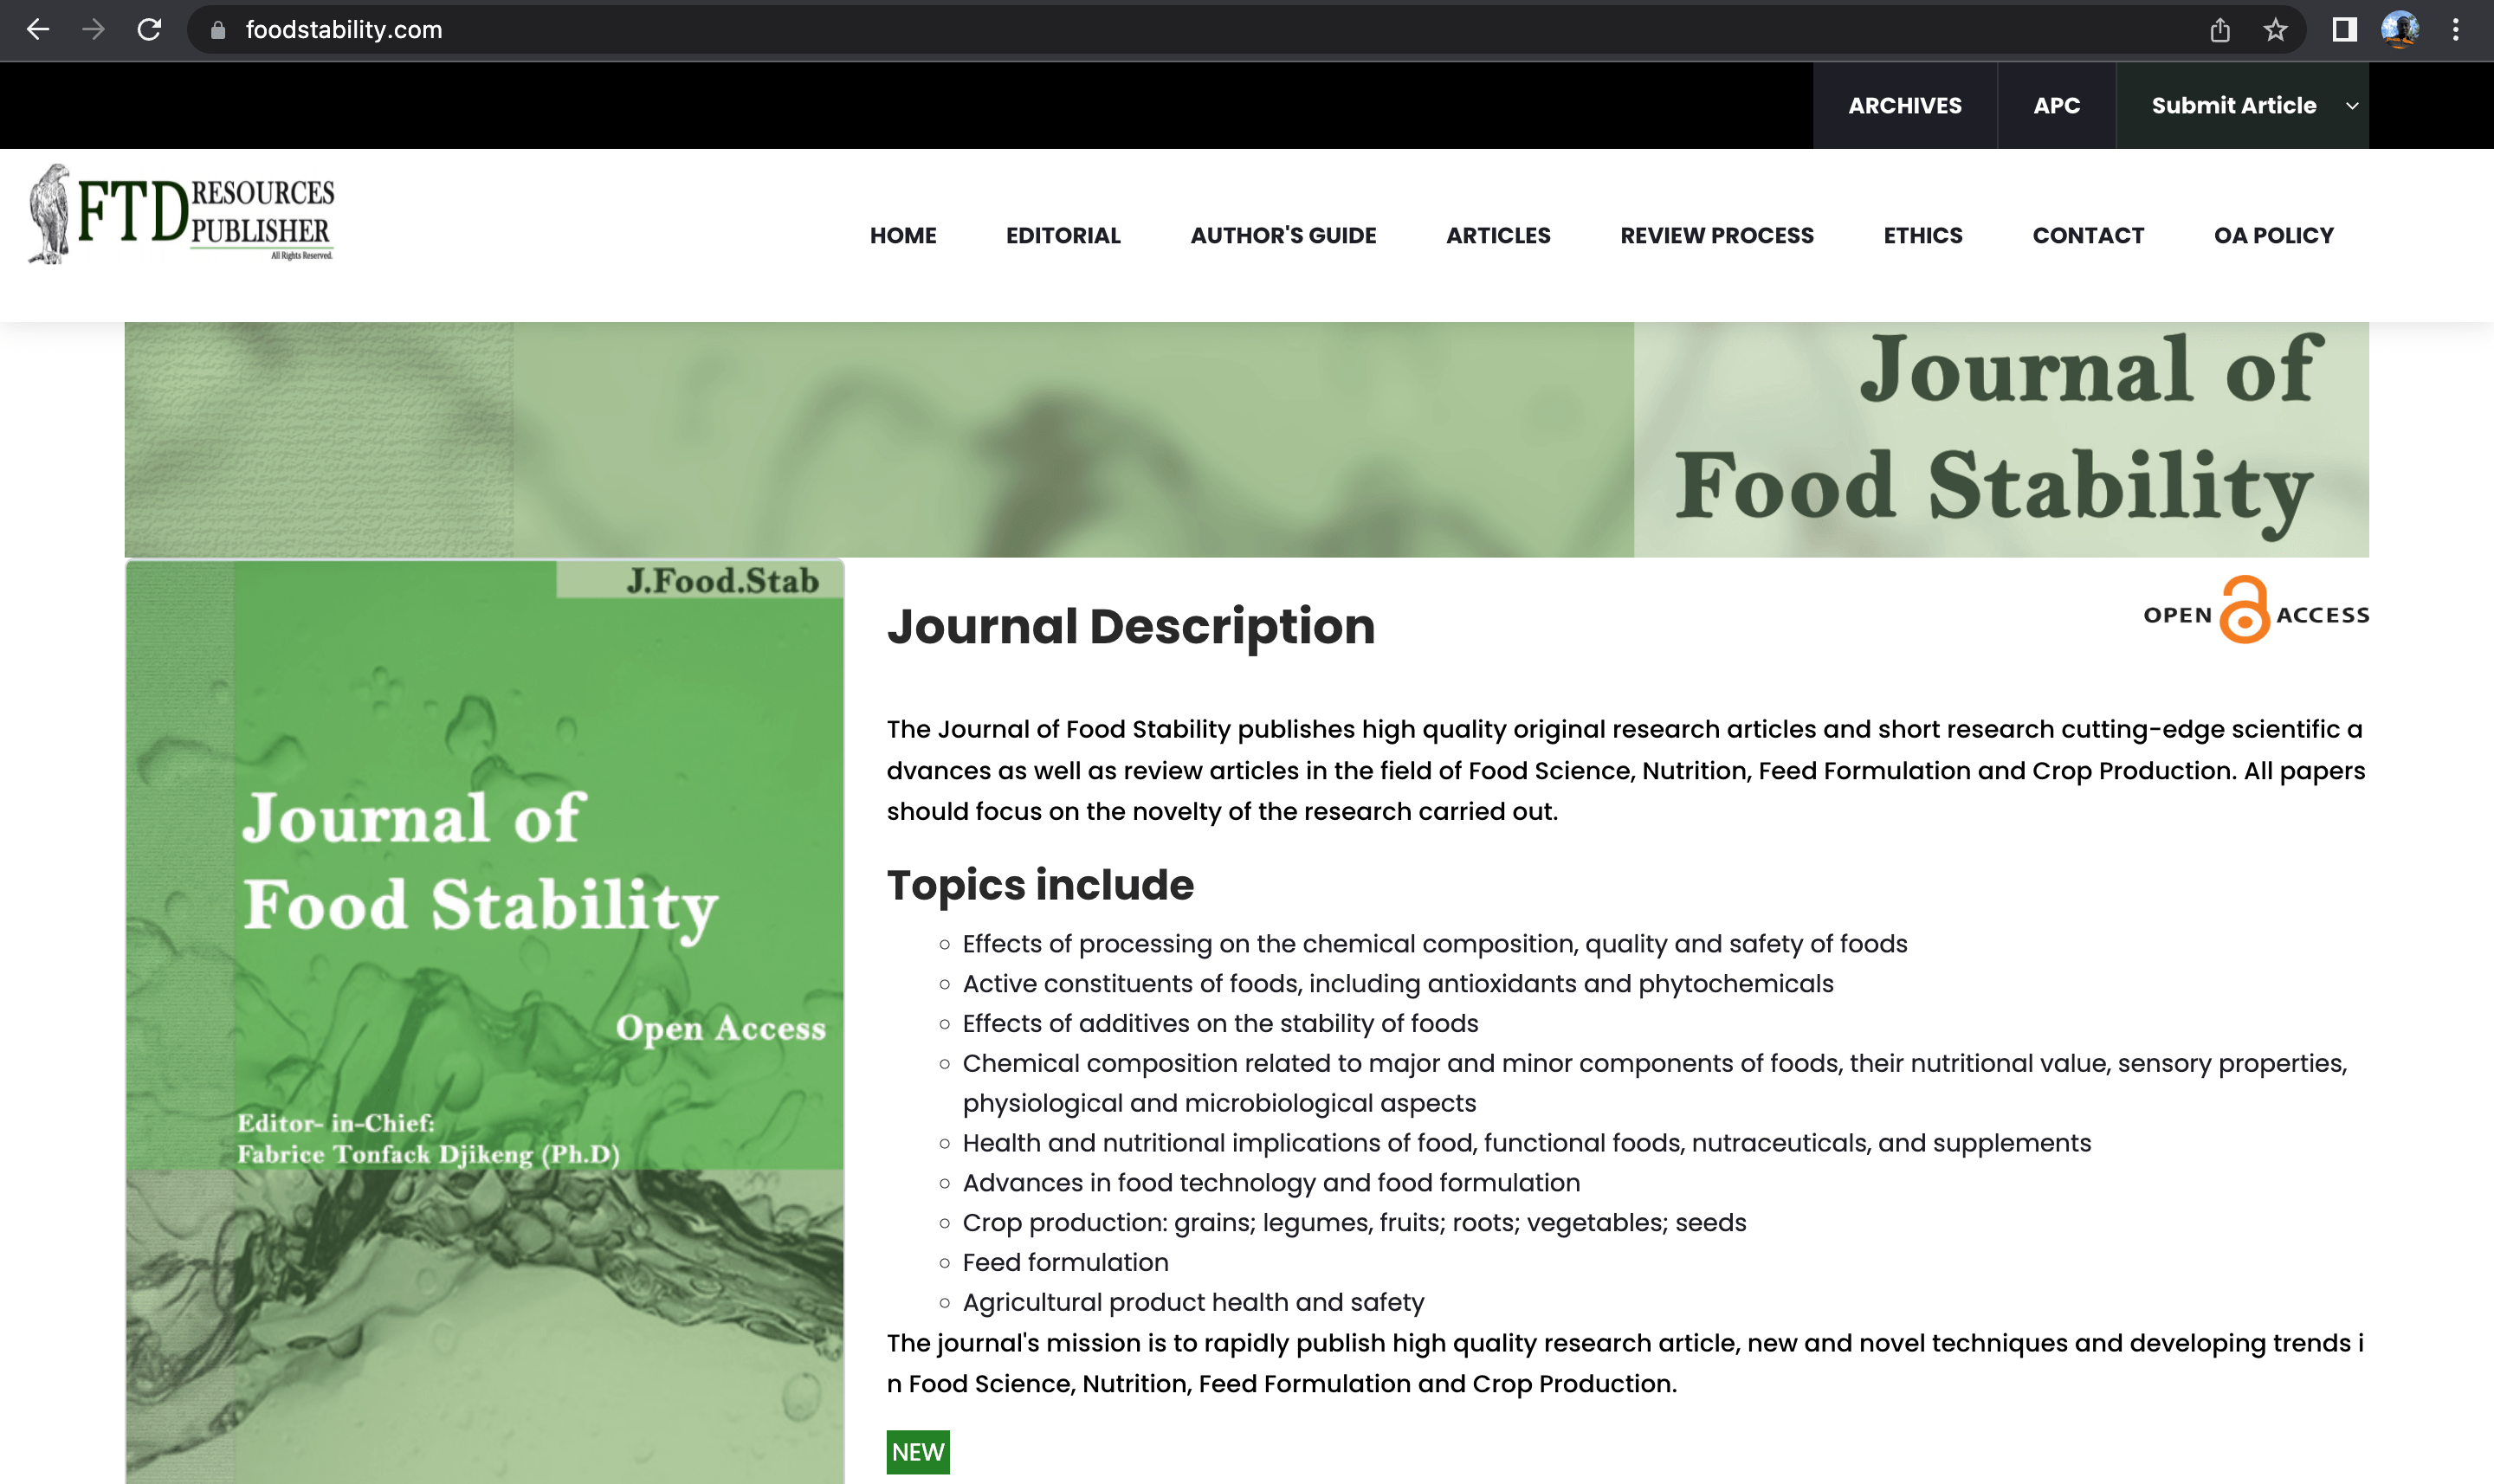 foodstability.com
ARCHIVES
APC
Submit Article
FTD RESOURCES
PUBLISHER
All Rights Reserved.
HOME
EDITORIAL
AUTHOR'S GUIDE
ARTICLES
REVIEW PROCESS
ETHICS
CONTACT
OA POLICY
Journal of
Food Stability
J.Food.Stab
Journal of
Food Stability
Open Access
Editor- in-Chief:
Fabrice Tonfack Djikeng (Ph.D)
Journal Description
OPEN ACCESS
The Journal of Food Stability publishes high quality original research articles and short research cutting-edge scientific a
dvances as well as review articles in the field of Food Science, Nutrition, Feed Formulation and Crop Production. All papers
should focus on the novelty of the research carried out.
Topics include
Effects of processing on the chemical composition, quality and safety of foods
Active constituents of foods, including antioxidants and phytochemicals
Effects of additives on the stability of foods
Chemical composition related to major and minor components of foods, their nutritional value, sensory properties,
physiological and microbiological aspects
Health and nutritional implications of food, functional foods, nutraceuticals, and supplements
Advances in food technology and food formulation
Crop production: grains; legumes, fruits; roots; vegetables; seeds
Feed formulation
Agricultural product health and safety
The journal's mission is to rapidly publish high quality research article, new and novel techniques and developing trends i
n Food Science, Nutrition, Feed Formulation and Crop Production.
NEW